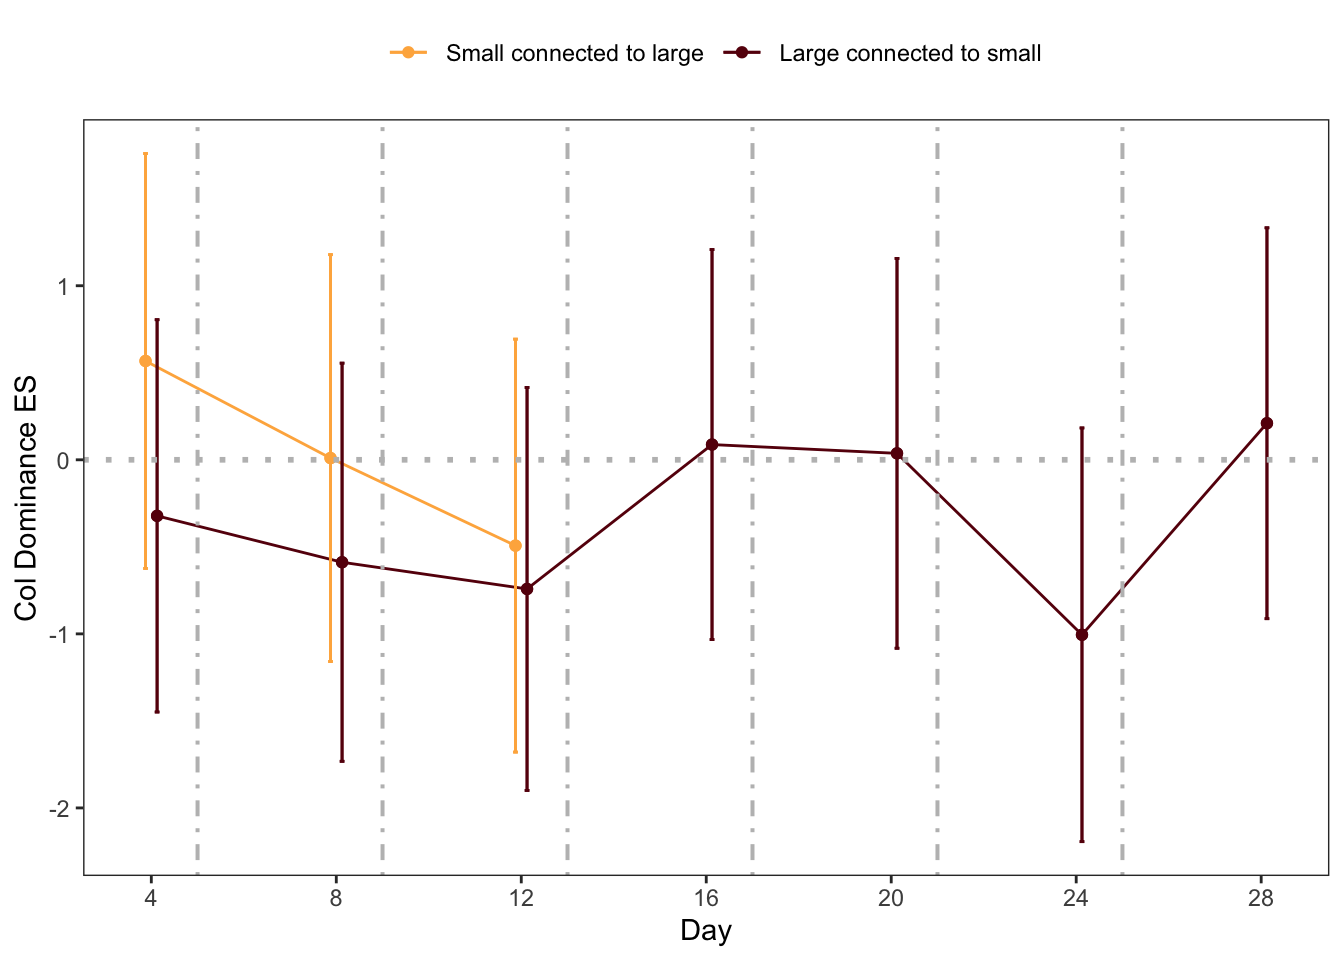 Small connected to large Large connected to small
Col Dominance ES
1
0
-1
-2
4 8 12 16 20 24 28
Day